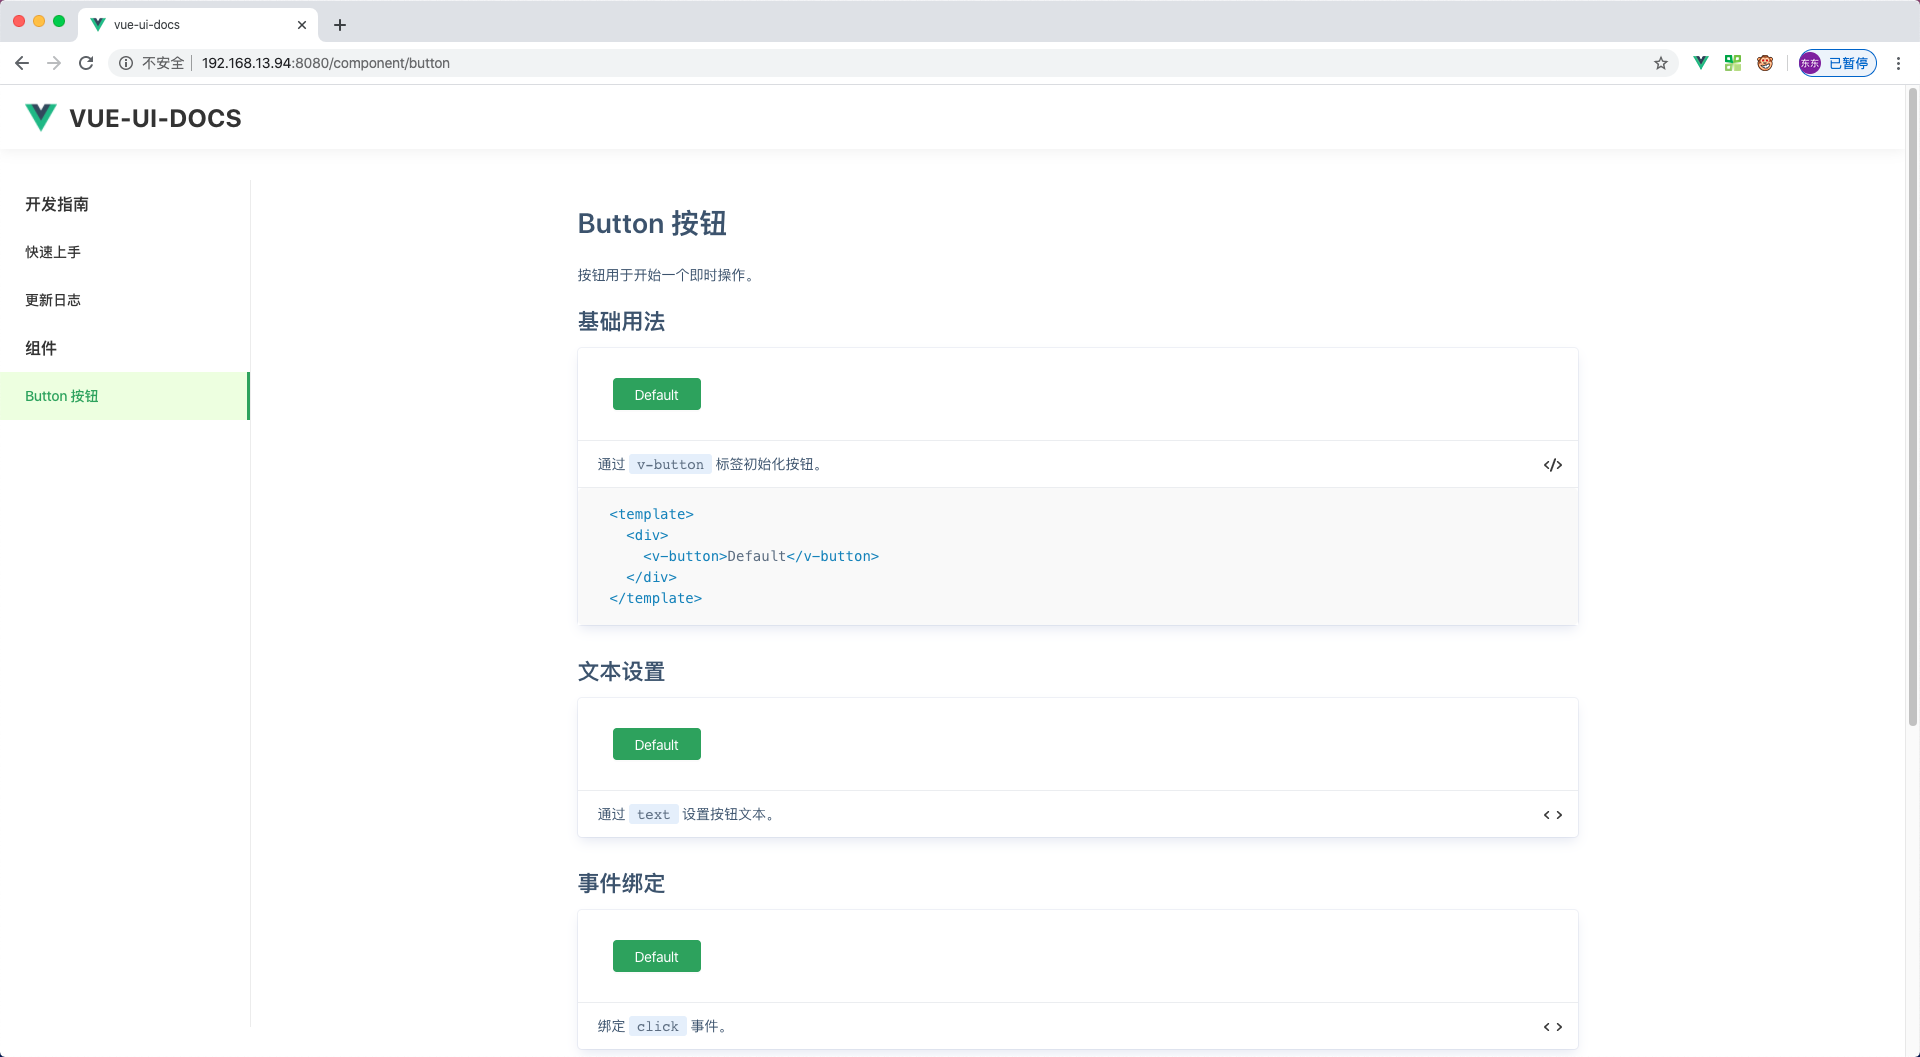 vue-ui-docs
不安全
192.168.13.94:8080/component/button
东东
已暂停
VUE-UI-DOCS
开发指南
快速上手
更新日志
组件
Button 按钮
Button 按钮
按钮用于开始一个即时操作。
基础用法
Default
通过 v-button 标签初始化按钮。
</>
<template>
  <div>
    <v-button>Default</v-button>
  </div>
</template>
文本设置
Default
通过 text 设置按钮文本。
< >
事件绑定
Default
绑定 click 事件。
< >